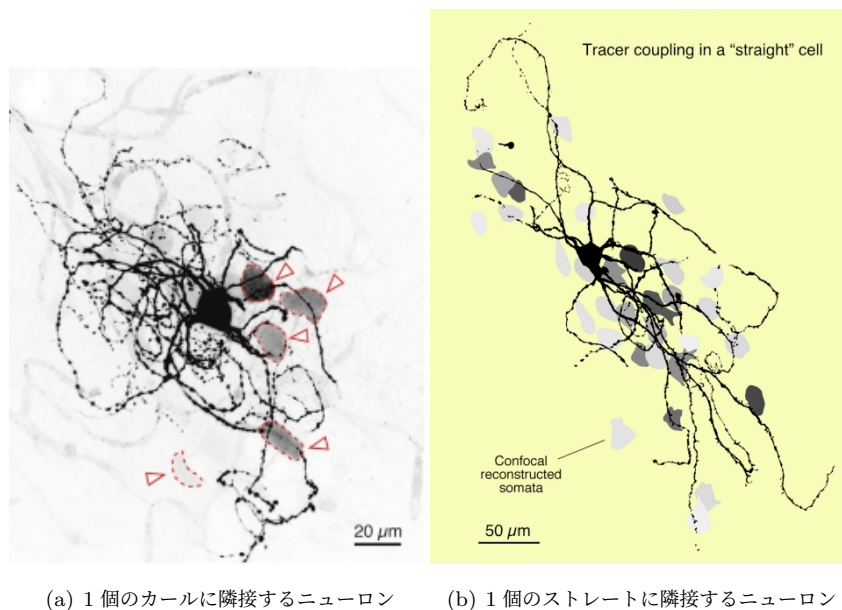 Tracer coupling in a “straight” cell
Confocal
reconstructed
somata
20 µm
50 µm
(a) 1 個のカールに隣接するニューロン
(b) 1 個のストレートに隣接するニューロン